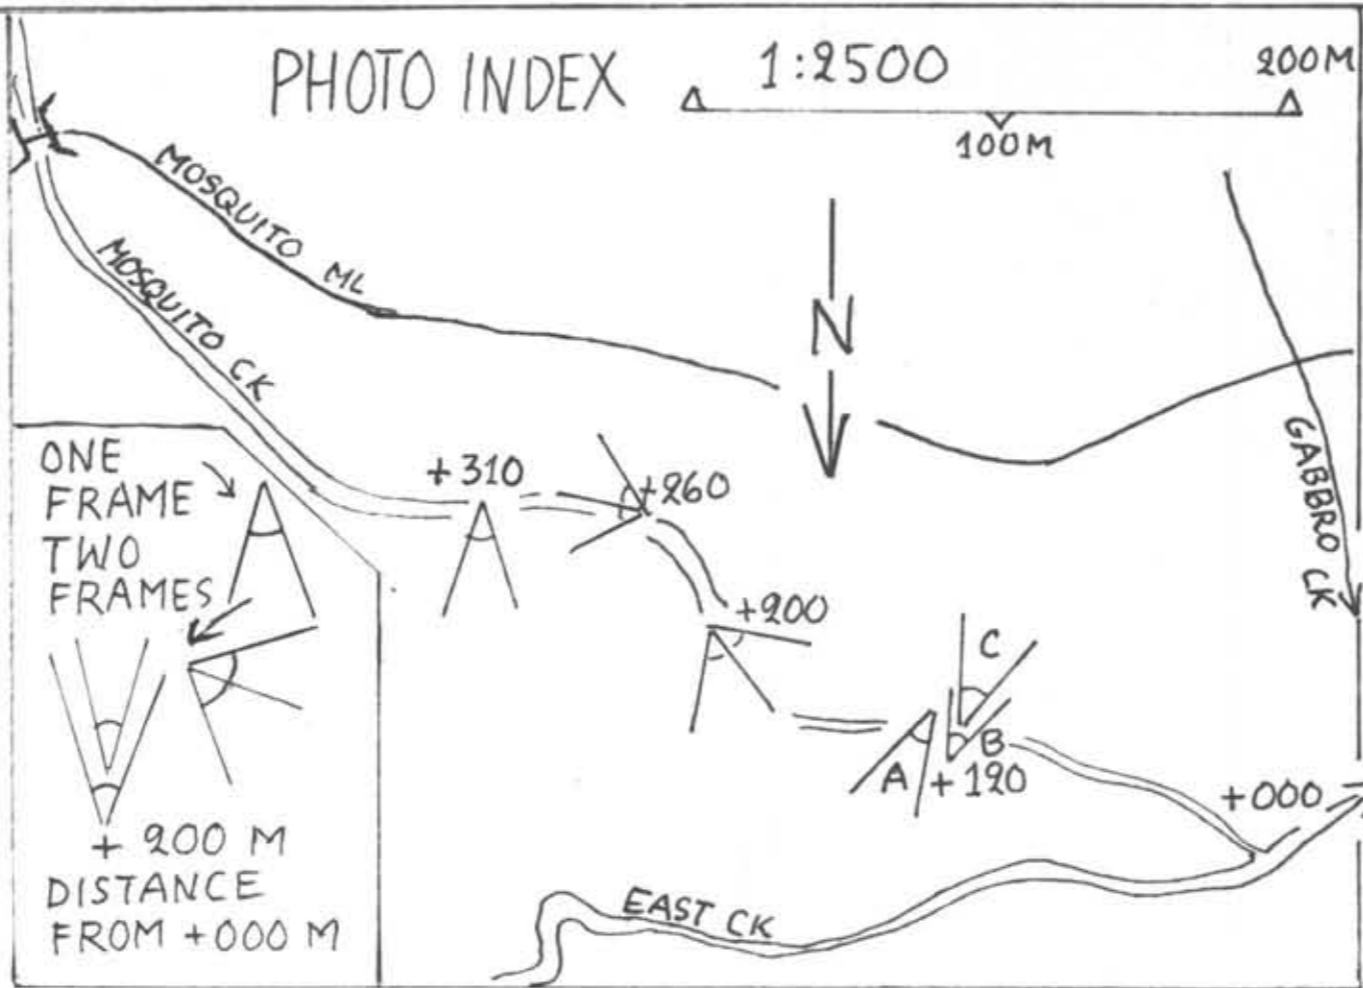 PHOTO INDEX
1:2500
200M
100M
MOSQUITO ML
MOSQUITO CK
N
GABBRO CK
ONE
FRAME
TWO
FRAMES
+ 200 M
DISTANCE
FROM +000 M
+310
+260
+200
C
B
A
+120
+000
EAST CK